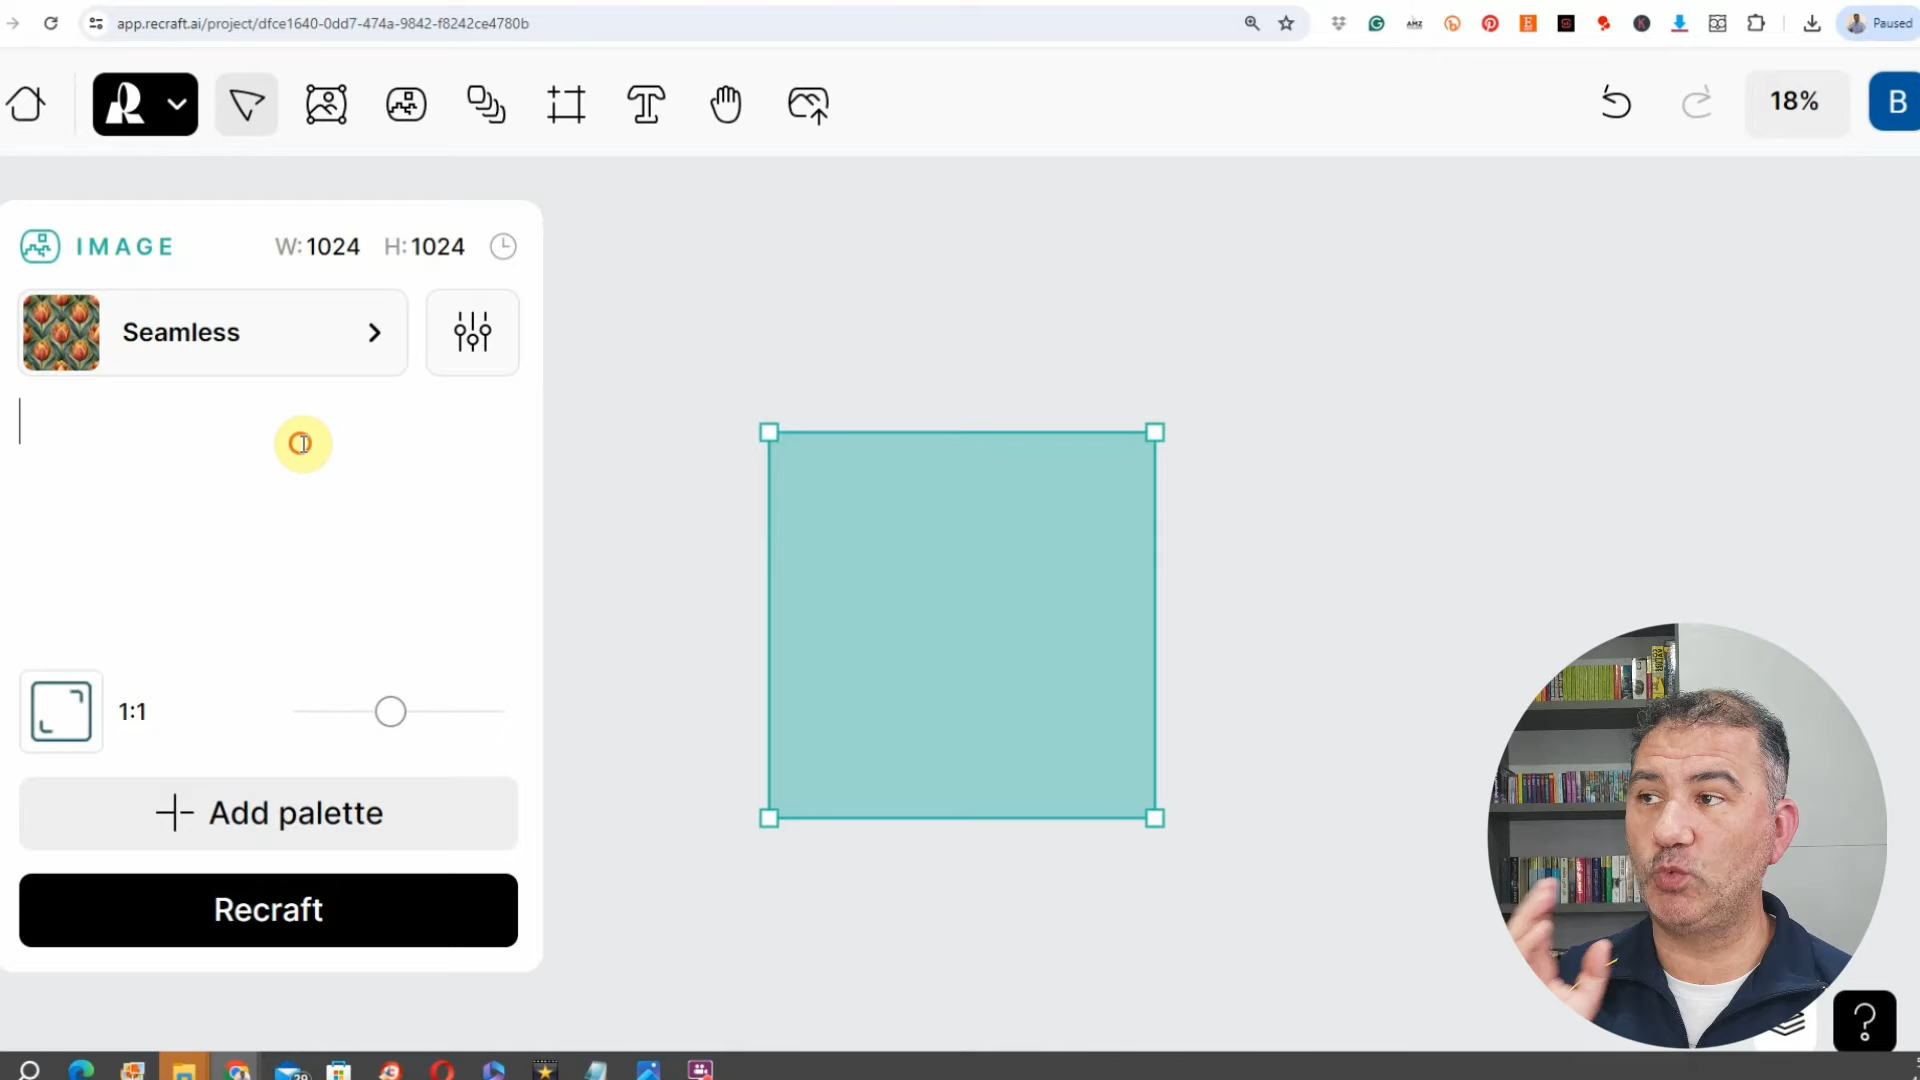 app.recraft.ai/project/dfce1640-0dd7-474a-9842-f8242ce4780b
Paused
18%
B
IMAGE W:1024 H:1024
Seamless
1:1
Add palette
Recraft
?